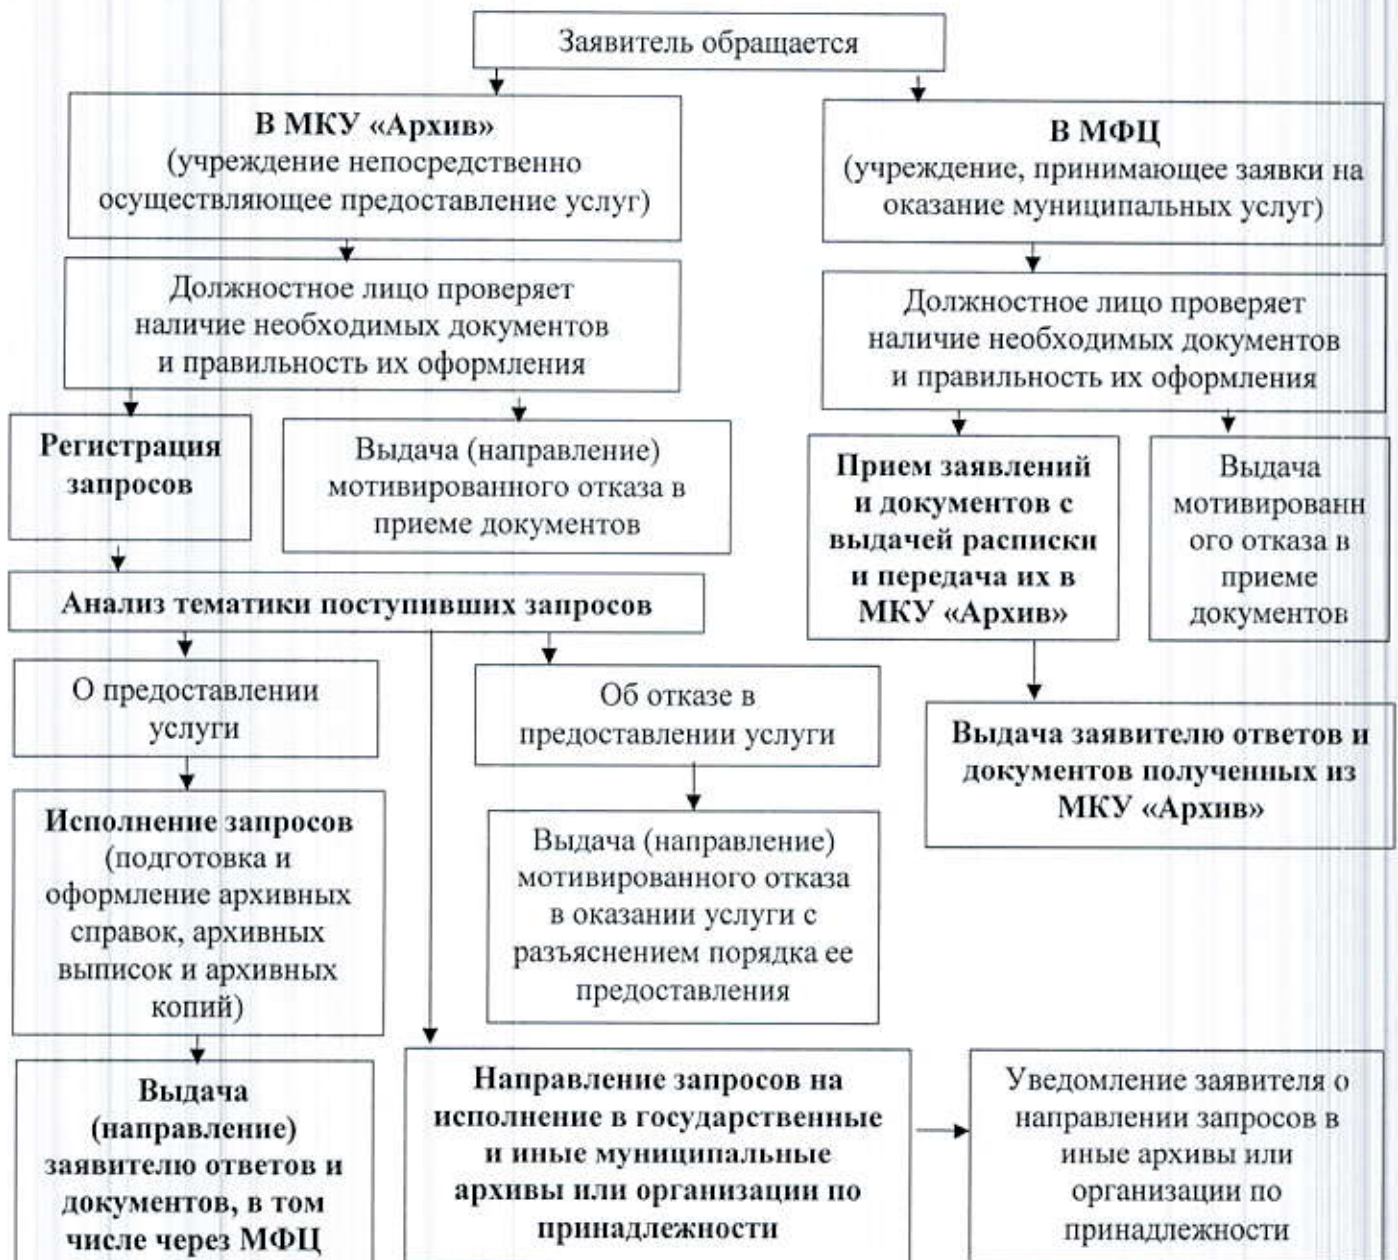 Заявитель обращается
В МКУ «Архив»
(учреждение непосредственно
осуществляющее предоставление услуг)
В МФЦ
(учреждение, принимающее заявки на
оказание муниципальных услуг)
Должностное лицо проверяет
наличие необходимых документов
и правильность их оформления
Должностное лицо проверяет
наличие необходимых документов
и правильность их оформления
Регистрация
запросов
Выдача (направление)
мотивированного отказа в
приеме документов
Прием заявлений
и документов с
выдачей расписки
и передача их в
МКУ «Архив»
Выдача
мотивированн
ого отказа в
приеме
документов
Анализ тематики поступивших запросов
О предоставлении
услуги
Об отказе в
предоставлении услуги
Выдача заявителю ответов и
документов полученных из
МКУ «Архив»
Исполнение запросов
(подготовка и
оформление архивных
справок, архивных
выписок и архивных
копий)
Выдача (направление)
мотивированного отказа
в оказании услуги с
разъяснением порядка ее
предоставления
Выдача
(направление)
заявителю ответов и
документов, в том
числе через МФЦ
Направление запросов на
исполнение в государственные
и иные муниципальные
архивы или организации по
принадлежности
Уведомление заявителя о
направлении запросов в
иные архивы или
организации по
принадлежности